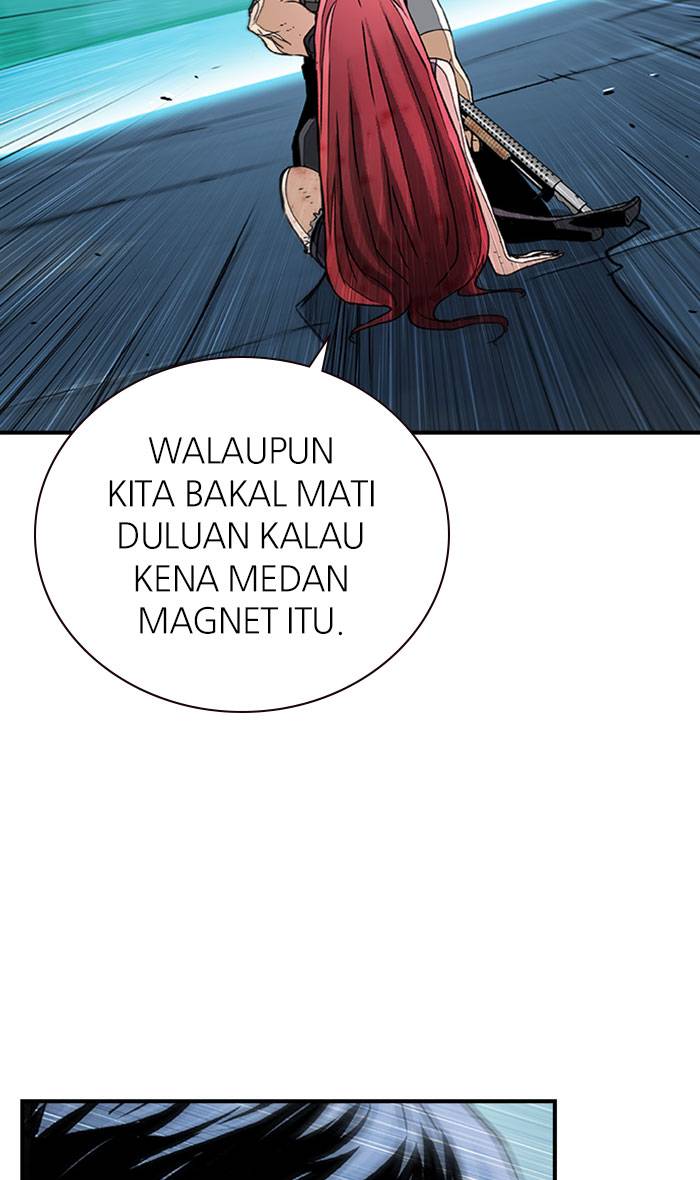 WALAUPUN
KITA BAKAL MATI
DULUAN KALAU
KENA MEDAN
MAGNET ITU.